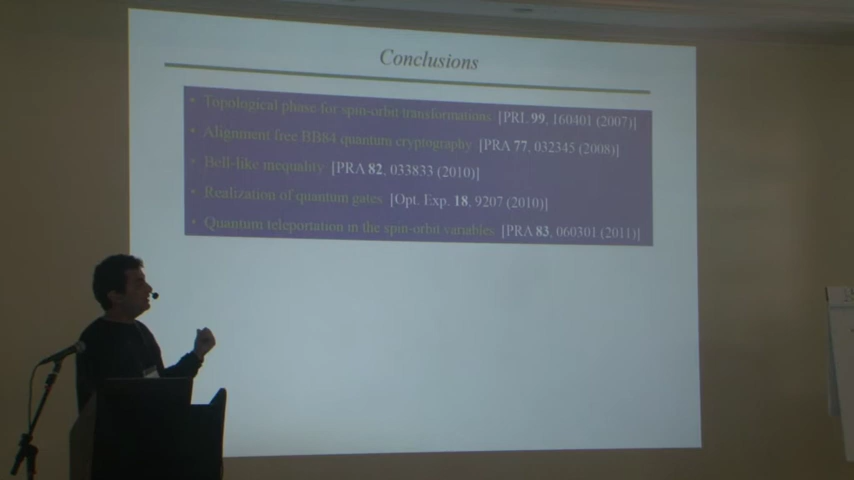 Conclusions
• Topological phase for spin-orbit transformations [PRL 99, 160401 (2007)]
• Alignment free BB84 quantum cryptography [PRA 77, 032345 (2008)]
• Bell-like inequality [PRA 82, 033833 (2010)]
• Realization of quantum gates [Opt. Exp. 18, 9207 (2010)]
• Quantum teleportation in the spin-orbit variables [PRA 83, 060301 (2011)]